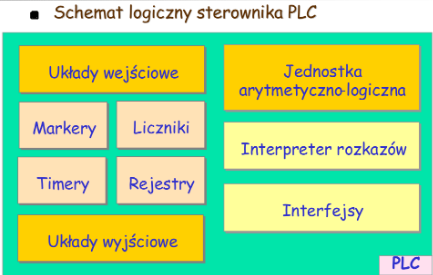 Schemat logiczny sterownika PLC
Układy wejściowe
Markery
Liczniki
Timery
Rejestry
Układy wyjściowe
Jednostka
arytmetyczno-logiczna
Interpreter rozkazów
Interfejsy
PLC